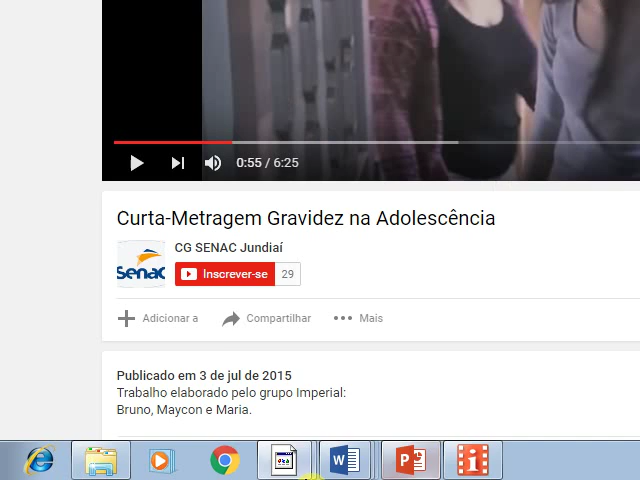 0:55 / 6:25
Curta-Metragem Gravidez na Adolescência
CG SENAC Jundiaí
Senac
Inscrever-se 29
Adicionar a Compartilhar Mais
Publicado em 3 de jul de 2015
Trabalho elaborado pelo grupo Imperial:
Bruno, Maycon e Maria.